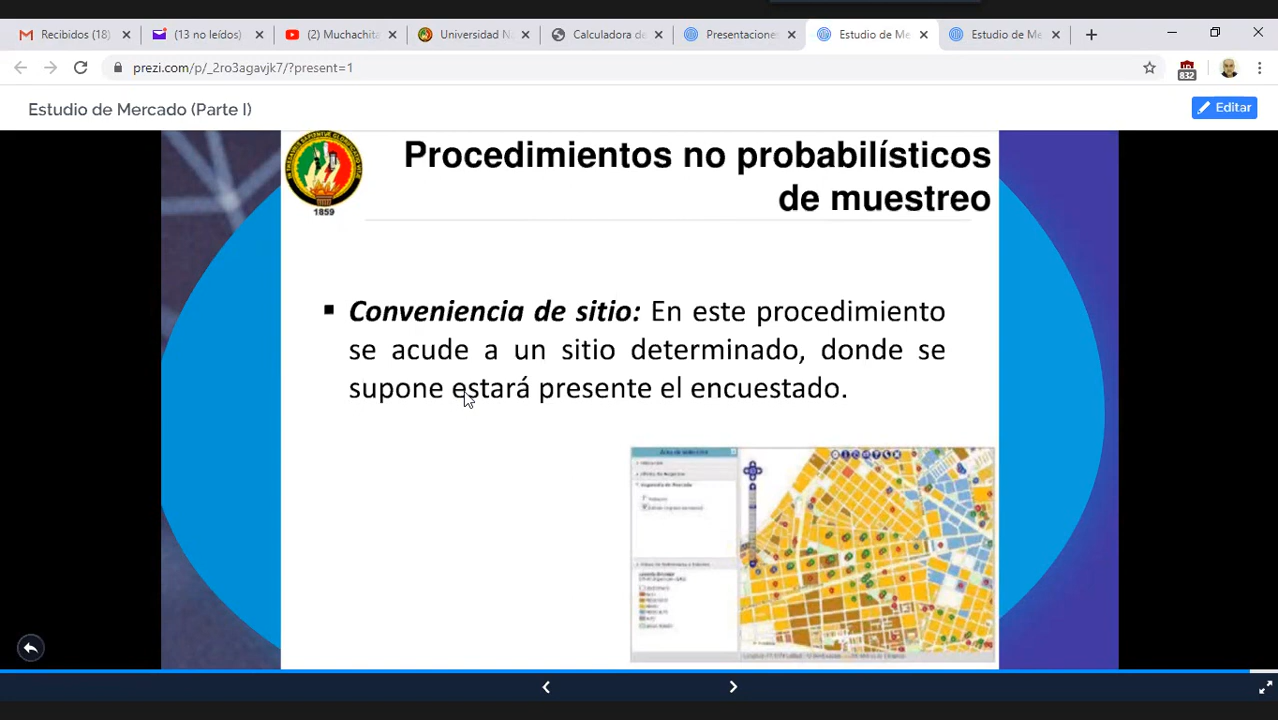 Recibidos (18)
(13 no leídos)
(2) Muchachita
Universidad N
Calculadora d
Presentacione
Estudio de Me
Estudio de Me
prezi.com/p/_2ro3agavjk7/?present=1
832
Estudio de Mercado (Parte I)
Editar
Procedimientos no probabilísticos
de muestreo
1859
▪ Conveniencia de sitio: En este procedimiento
se acude a un sitio determinado, donde se
supone estará presente el encuestado.